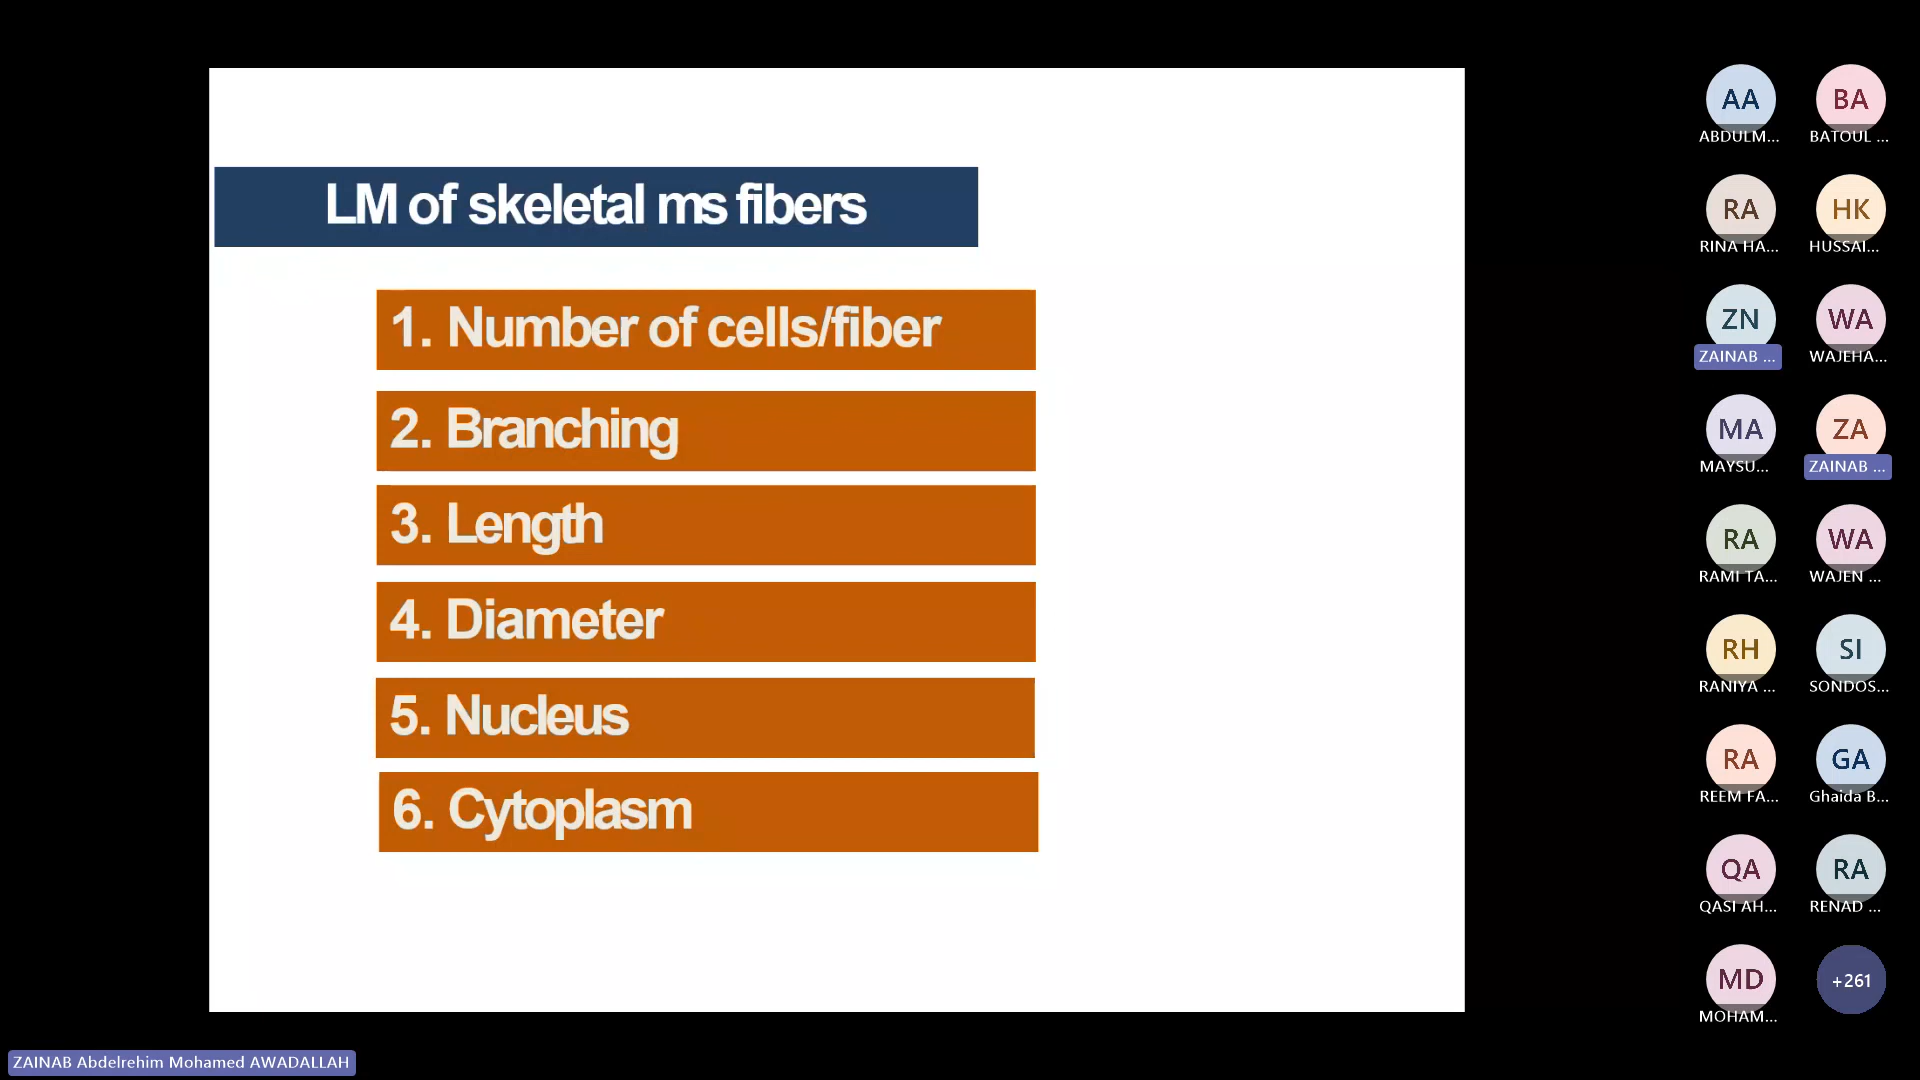 LM of skeletal ms fibers
1. Number of cells/fiber
2. Branching
3. Length
4. Diameter
5. Nucleus
6. Cytoplasm
AA
ABDULM...
BA
BATOUL ...
RA
RINA HA...
HK
HUSSAI...
ZN
ZAINAB ...
WA
WAJEHA...
MA
MAYSU...
ZA
ZAINAB ...
RA
RAMI TA...
WA
WAJEN ...
RH
RANIYA ...
SI
SONDOS...
RA
REEM FA...
GA
Ghaida B...
QA
QASI AH...
RA
RENAD ...
MD
MOHAM...
+261
ZAINAB Abdelrehim Mohamed AWADALLAH